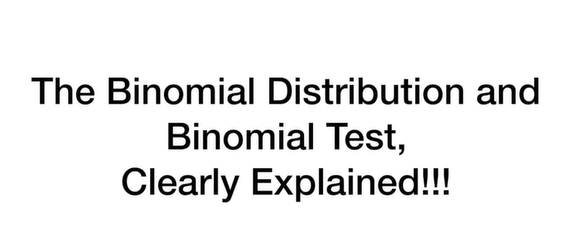 The Binomial Distribution and
Binomial Test,
Clearly Explained!!!